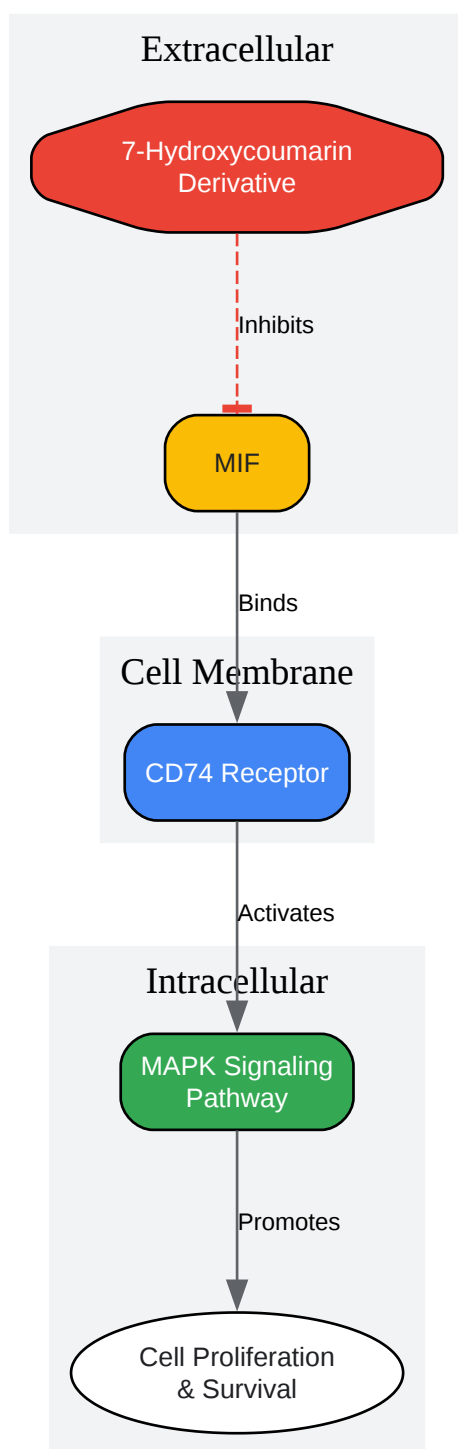 Extracellular
7-Hydroxycoumarin
Derivative
Inhibits
MIF
Binds
Cell Membrane
CD74 Receptor
Activates
Intracellular
MAPK Signaling
Pathway
Promotes
Cell Proliferation
& Survival